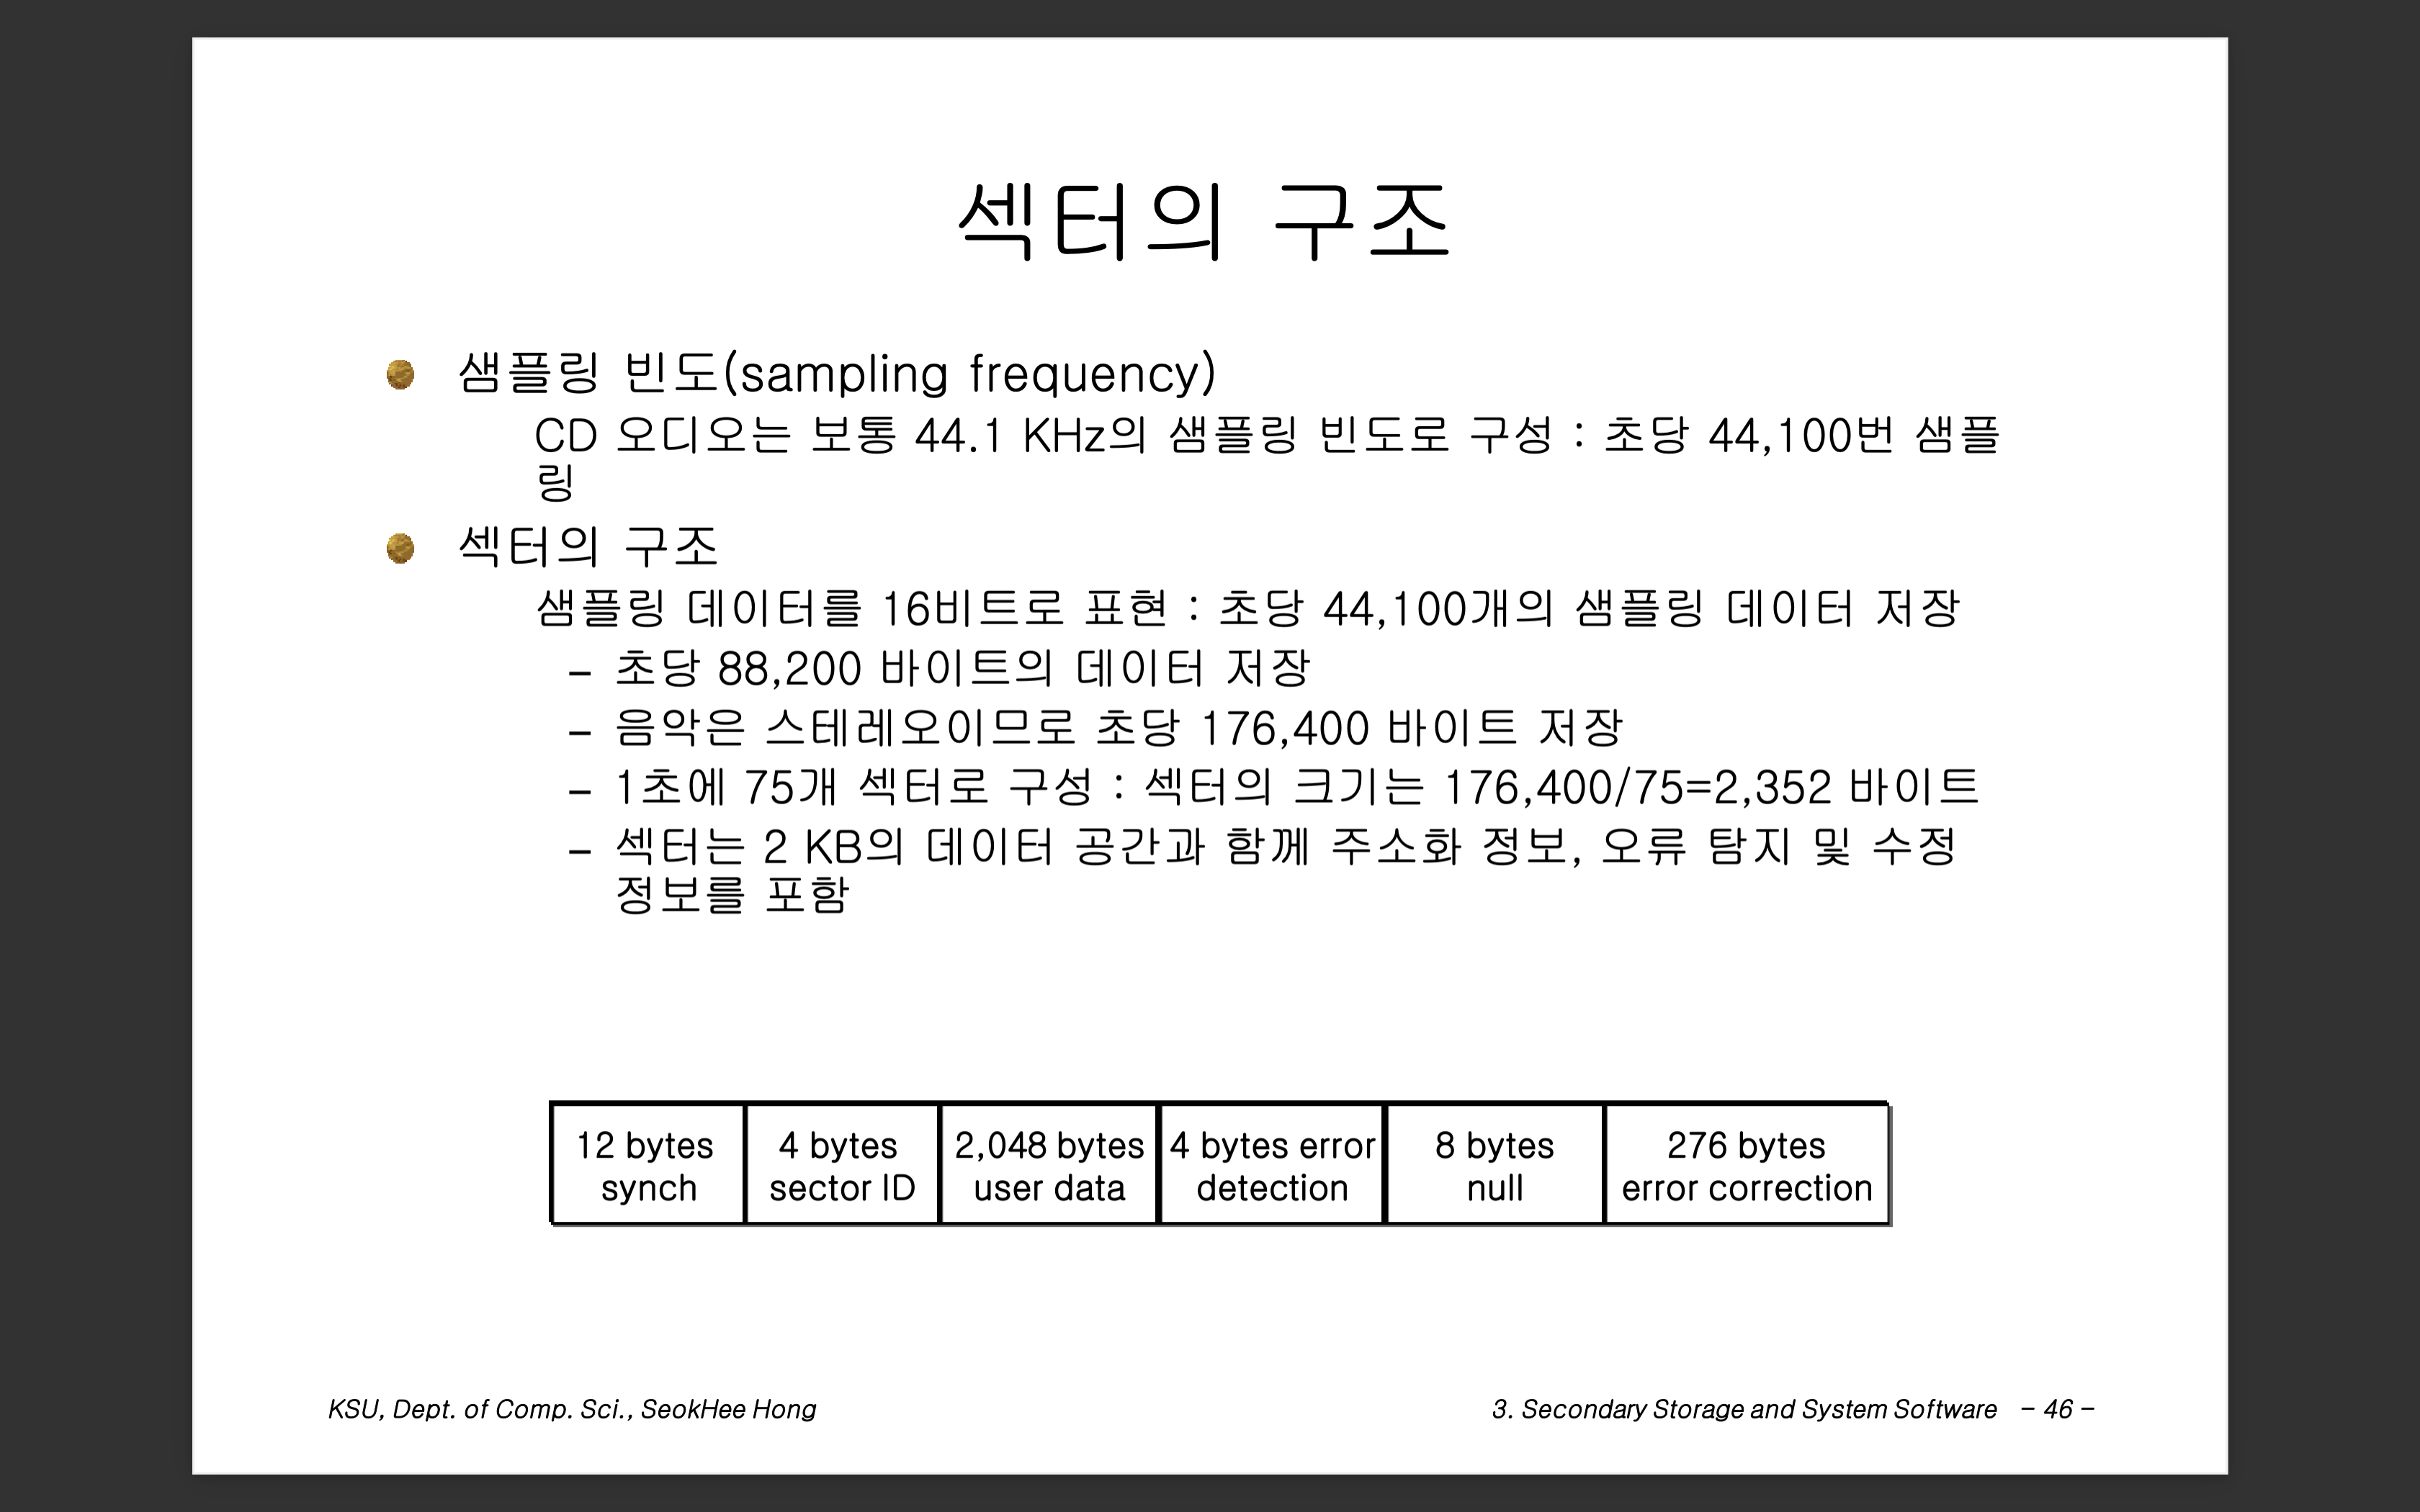 섹터의 구조
샘플링 빈도(sampling frequency)
CD 오디오는 보통 44.1 KHz의 샘플링 빈도로 구성 : 초당 44,100번 샘플
링
섹터의 구조
샘플링 데이터를 16비트로 표현 : 초당 44,100개의 샘플링 데이터 저장
– 초당 88,200 바이트의 데이터 저장
– 음악은 스테레오이므로 초당 176,400 바이트 저장
– 1초에 75개 섹터로 구성 : 섹터의 크기는 176,400/75=2,352 바이트
– 섹터는 2 KB의 데이터 공간과 함께 주소화 정보, 오류 탐지 및 수정
정보를 포함
12 bytes 4 bytes 2,048 bytes 4 bytes error 8 bytes 276 bytes
synch sector ID user data detection null error correction
KSU, Dept. of Comp. Sci., SeokHee Hong 3. Secondary Storage and System Software – 46 –